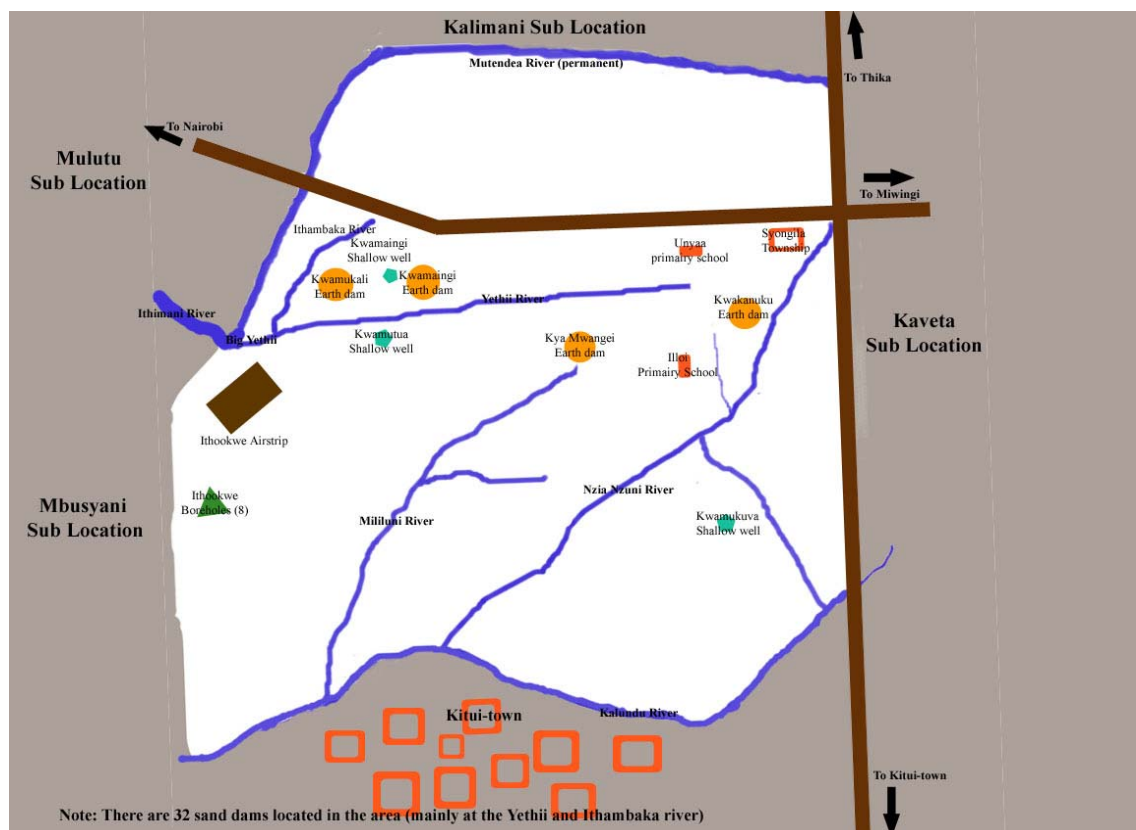 Kalimani Sub Location
Mutendea River (permanent)
To Thika
To Nairobi
Mulutu
Sub Location
To Miwingi
Ithambaka River
Kwamaingi
Shallow well
Unyaa
primairy school
Syongila
Township
Kwamukali
Earth dam
Kwamaingi
Earth dam
Yethii River
Kwakanuku
Earth dam
Ithimani River
Big Yethii
Kwamutua
Shallow well
Kya Mwangei
Earth dam
Kaveta
Sub Location
Illoi
Primairy School
Ithookwe Airstrip
Mbusyani
Sub Location
Ithookwe
Boreholes (8)
Nzia Nzuni River
Mililuni River
Kwamukuva
Shallow well
Kitui-town
Kalundu River
To Kitui-town
Note: There are 32 sand dams located in the area (mainly at the Yethii and Ithambaka river)